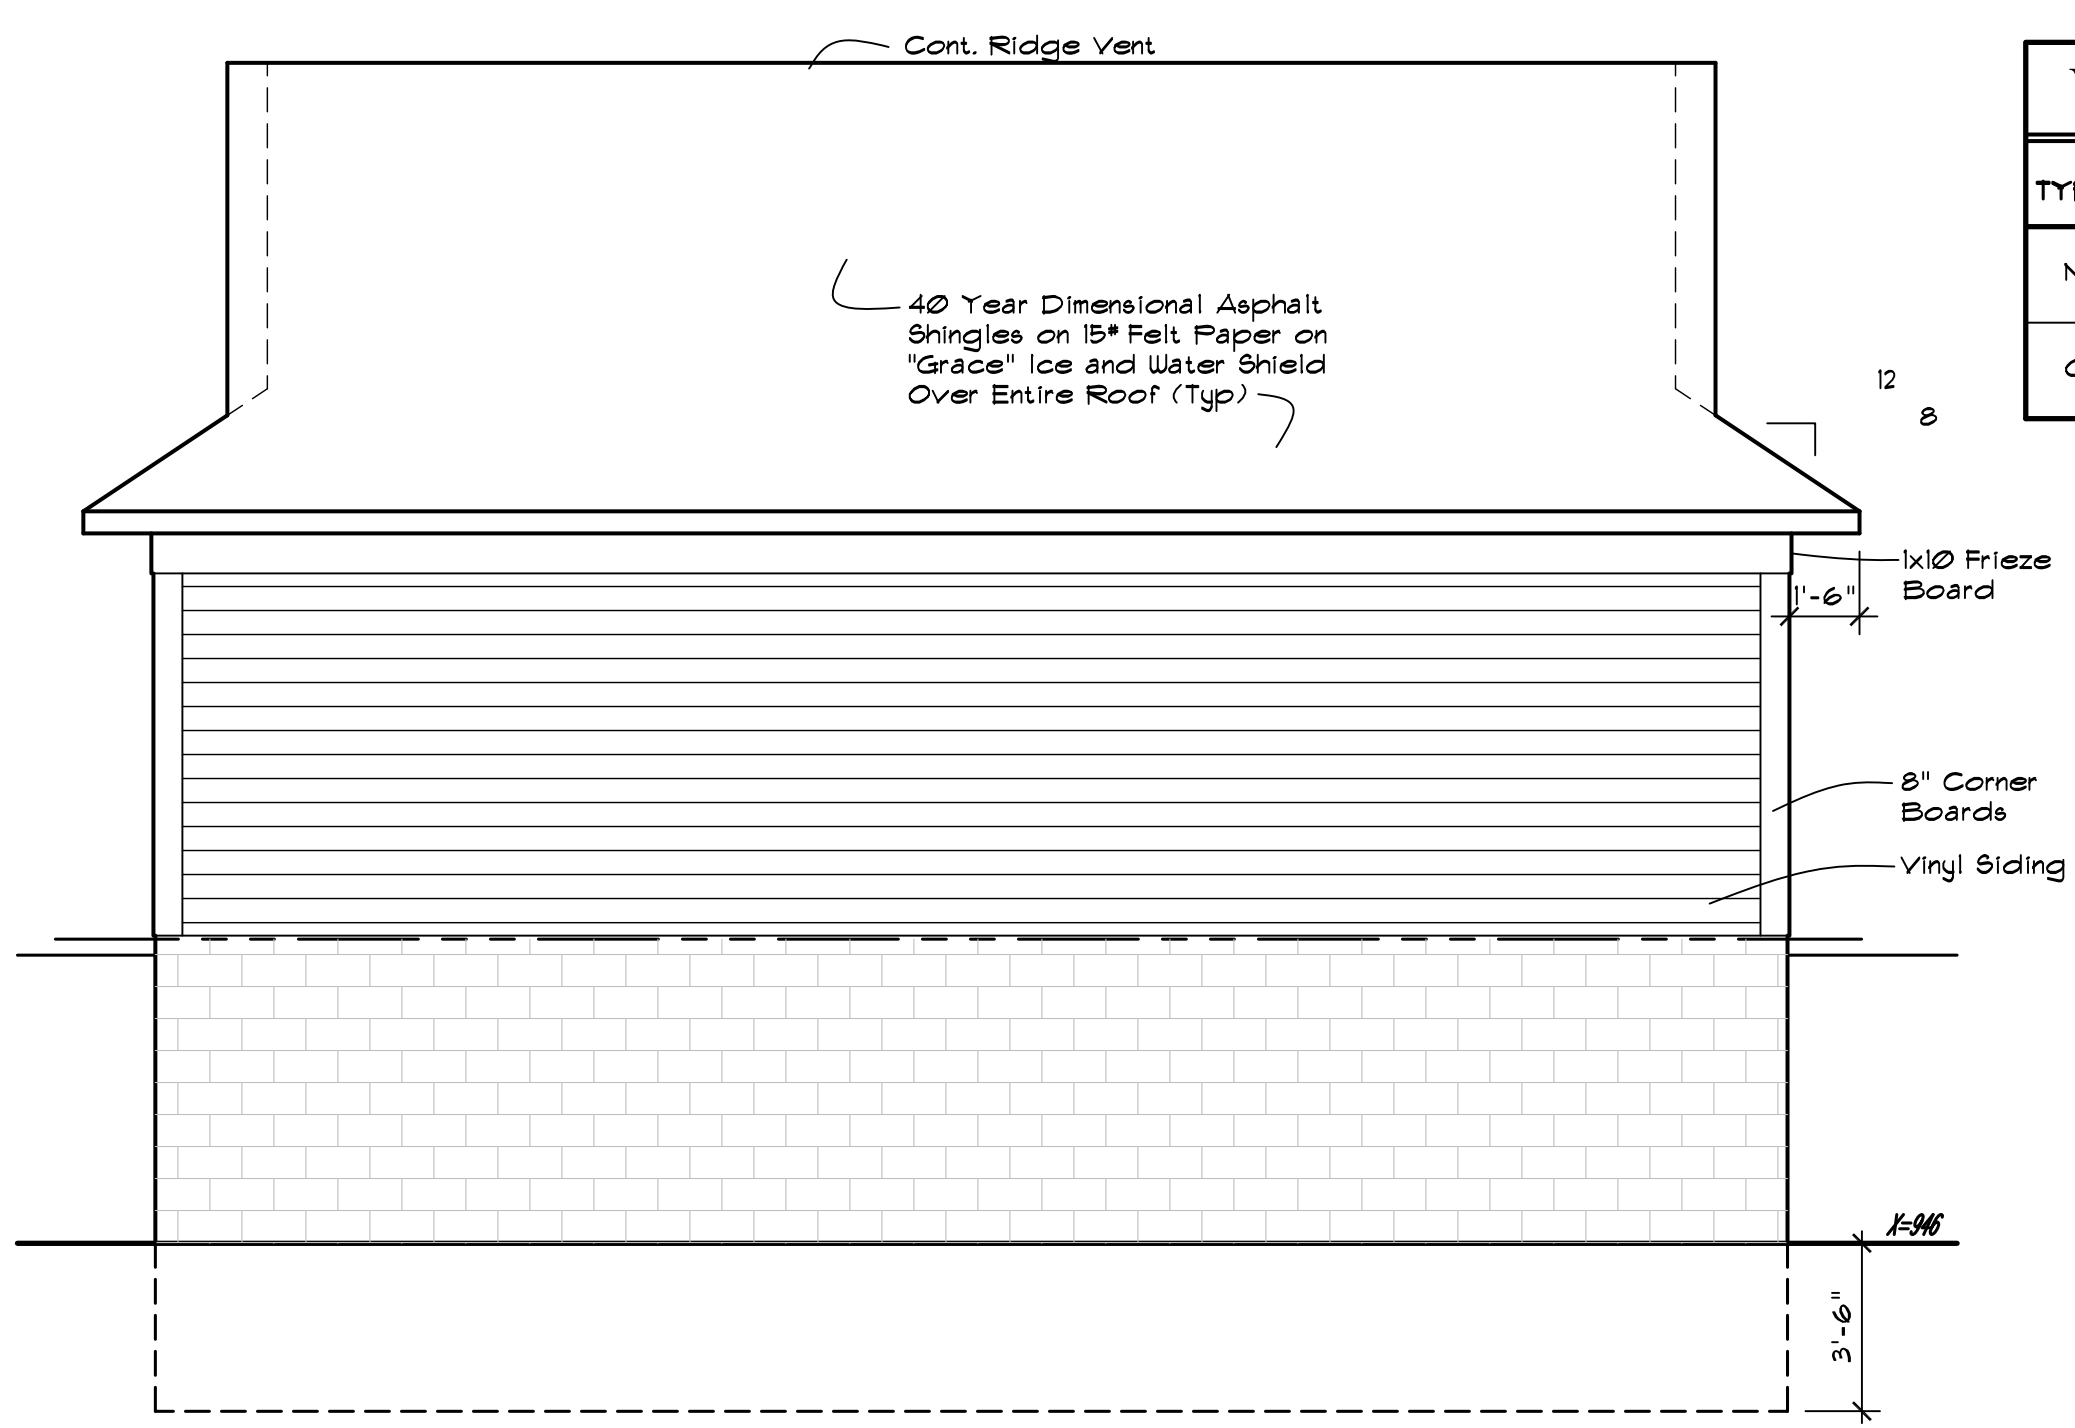 Cont. Ridge Vent
40 Year Dimensional Asphalt
Shingles on 15# Felt Paper on
"Grace" Ice and Water Shield
Over Entire Roof (Typ)
12
8
1x10 Frieze
Board
1'-6"
8" Corner
Boards
Vinyl Siding
X=946
3'-6"